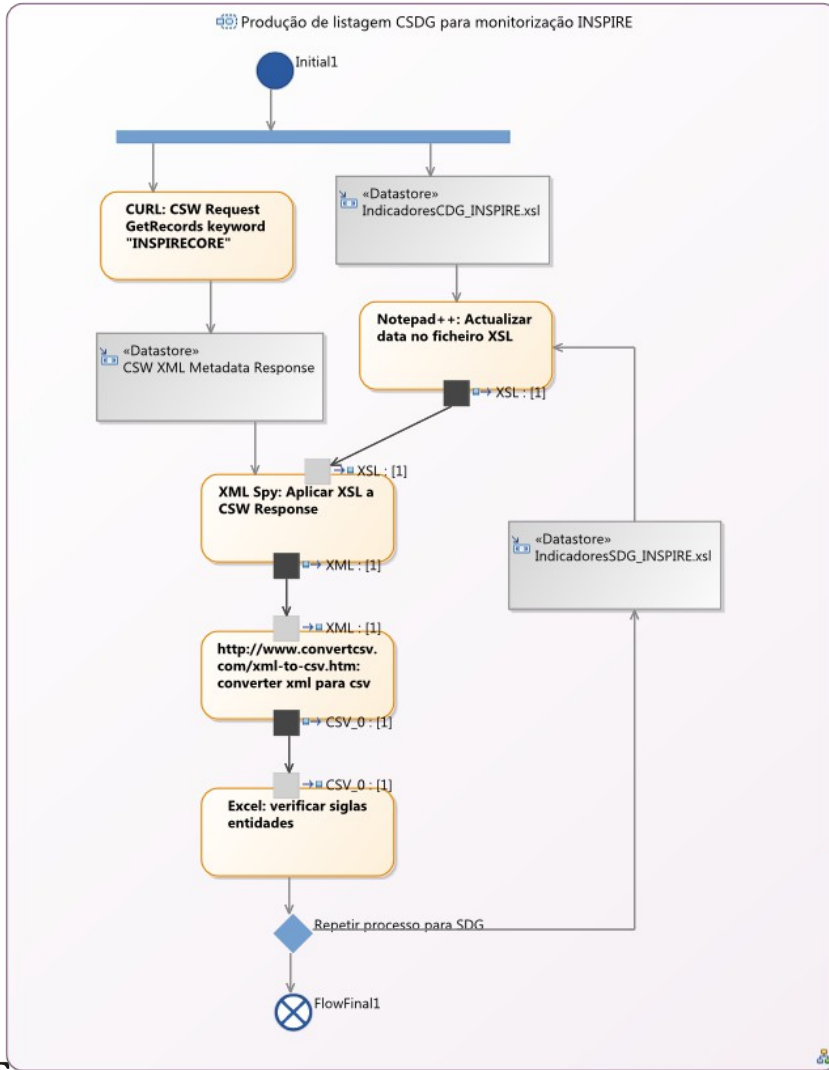 Produção de listagem CSDG para monitorização INSPIRE
Initial1
CURL: CSW Request
GetRecords keyword
"INSPIRECORE"
«Datastore»
IndicadoresCDG_INSPIRE.xsl
Notepad++: Actualizar
data no ficheiro XSL
XSL : [1]
«Datastore»
CSW XML Metadata Response
XSL : [1]
XML Spy: Aplicar XSL a
CSW Response
XML : [1]
«Datastore»
IndicadoresSDG_INSPIRE.xsl
XML : [1]
http://www.convertcsv.
com/xml-to-csv.htm:
converter xml para csv
CSV_0 : [1]
CSV_0 : [1]
Excel: verificar siglas
entidades
Repetir processo para SDG
FlowFinal1